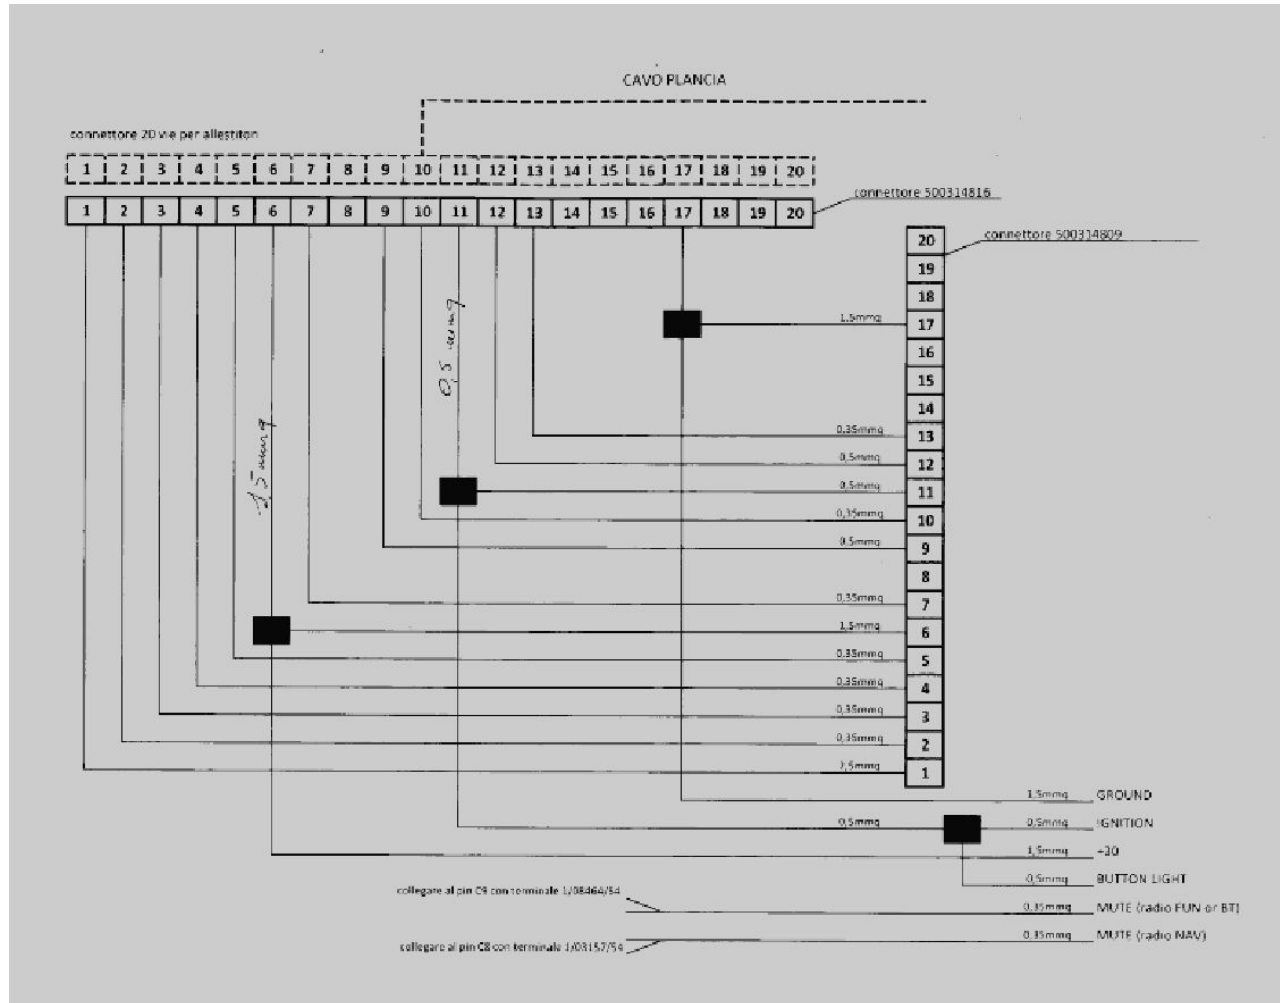 CAVO PLANCIA
connettore 20 vie per allestitori
1 2 3 4 5 6 7 8 9 10 11 12 13 14 15 16 17 18 19 20
connettore 500314816
1 2 3 4 5 6 7 8 9 10 11 12 13 14 15 16 17 18 19 20
connettore 500314809
20
19
18
1,5mmq 17
16
15
14
0,35mmq 13
0,5mmq 12
0,5mmq 11
0,35mmq 10
0,5mmq 9
8
0,35mmq 7
1,5mmq 6
0,35mmq 5
0,35mmq 4
0,35mmq 3
0,35mmq 2
2,5mmq 1
0,5 mmq
2,5 mmq
1,5mmq GROUND
0,5mmq 0,5mmq IGNITION
1,5mmq +30
0,5mmq BUTTON LIGHT
collegare al pin C9 con terminale 1/08464/54
0,35mmq MUTE (radio FUN or BT)
0,35mmq MUTE (radio NAV)
collegare al pin C8 con terminale 1/03157/54